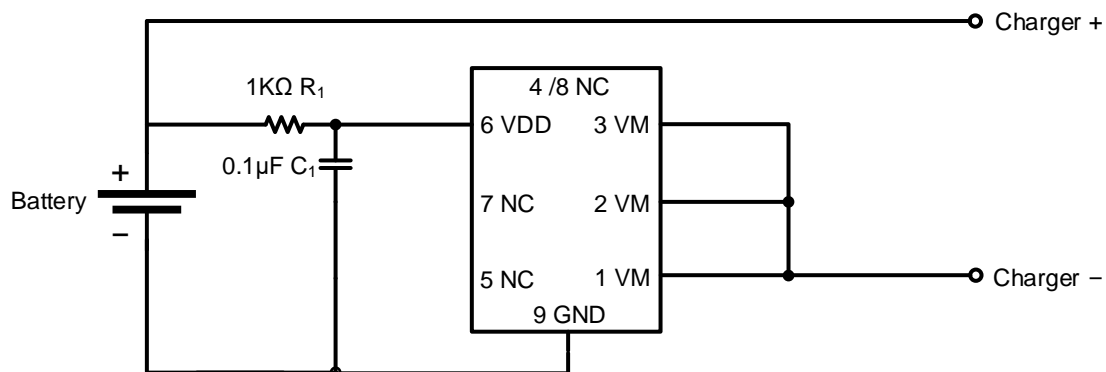 Charger +
4 /8 NC
1KΩ R₁
6 VDD
3 VM
0.1μF C₁
+
Battery
7 NC
2 VM
−
5 NC
1 VM
Charger −
9 GND